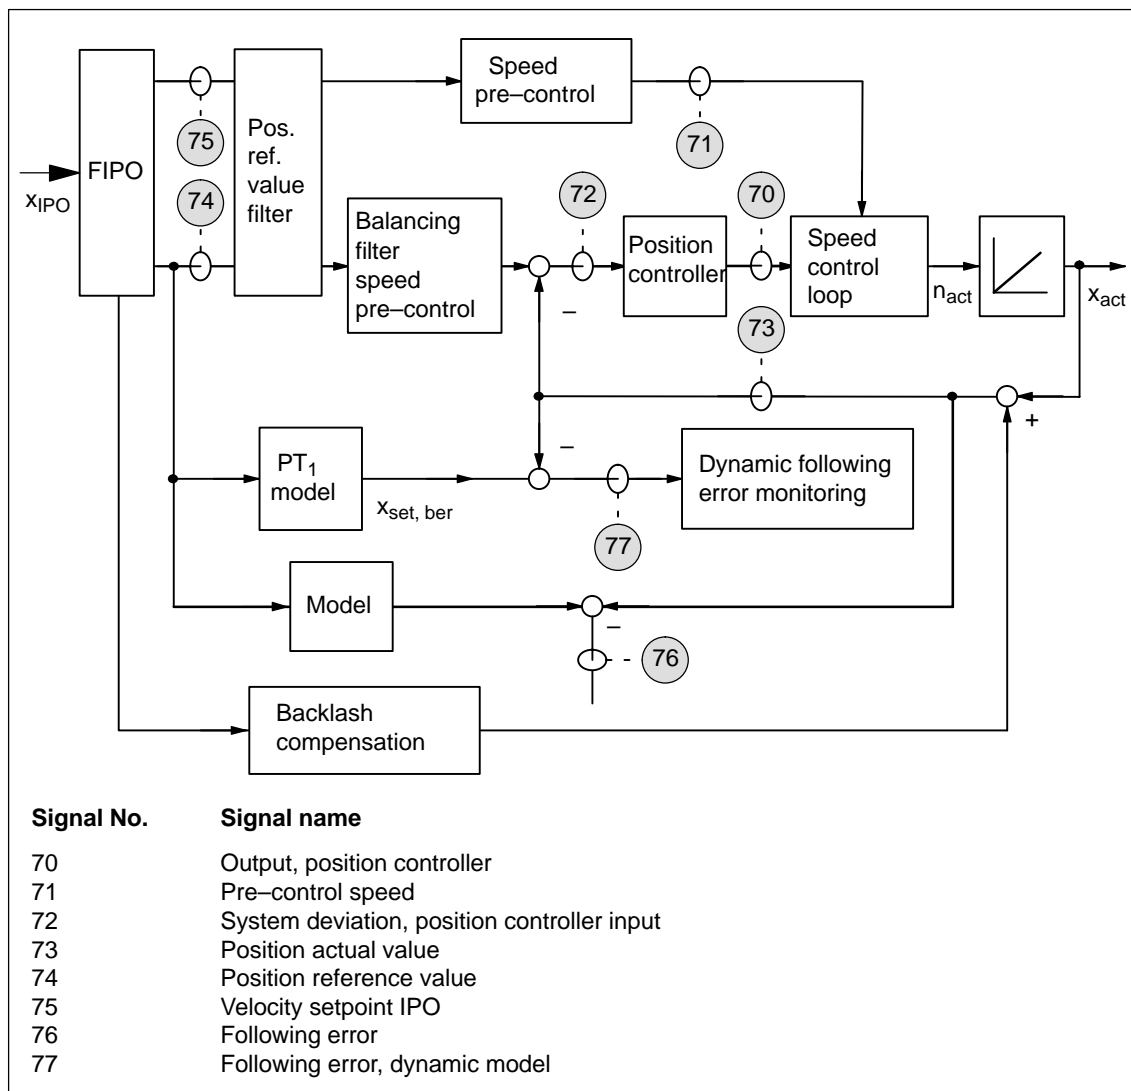 Speed
pre–control
75
71
FIPO
Pos.
ref.
value
filter
x_IPO
74
72
70
Balancing
filter
speed
pre–control
Position
controller
Speed
control
loop
n_act
x_act
–
73
+
PT_1
model
x_set, ber
–
Dynamic following
error monitoring
77
Model
–
76
Backlash
compensation
Signal No. Signal name
70 Output, position controller
71 Pre–control speed
72 System deviation, position controller input
73 Position actual value
74 Position reference value
75 Velocity setpoint IPO
76 Following error
77 Following error, dynamic model